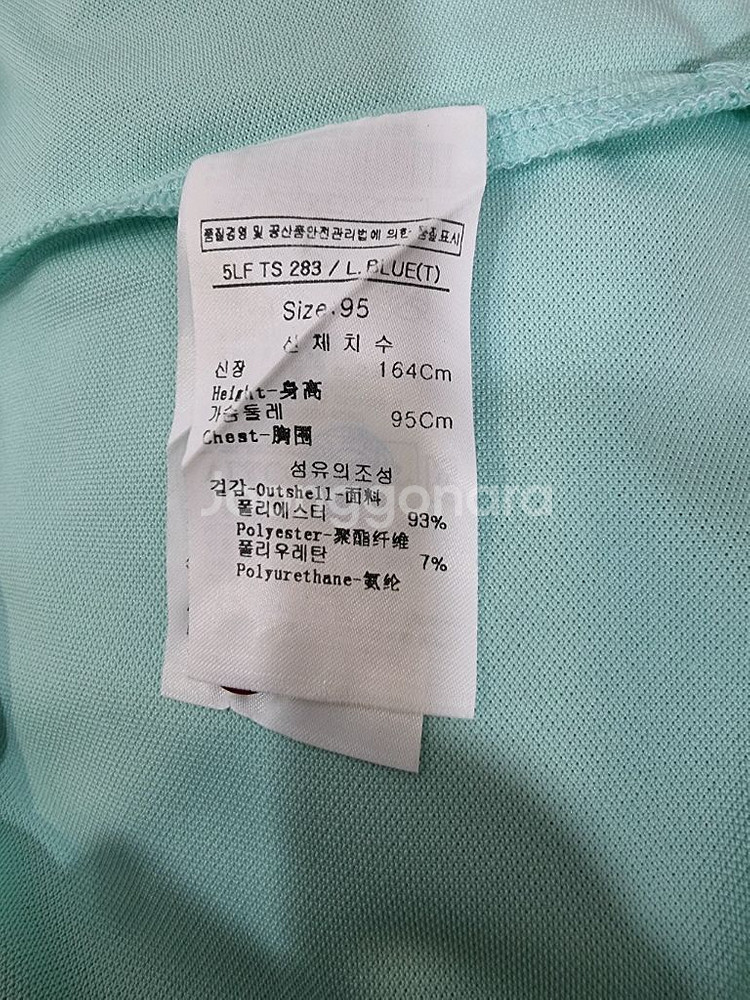 품질경영 및 공산품안전관리법에 의한 품질표시
5LF TS 283 / L.BLUE(T)
Size.95
신 체 치 수
신장 164Cm
Height-身高
가슴둘레 95Cm
Chest-胸围
섬유의조성
겉감-Outshell-面料
폴리에스터 93%
Polyester-聚酯纤维
폴리우레탄 7%
Polyurethane-氨纶
Joonggonara